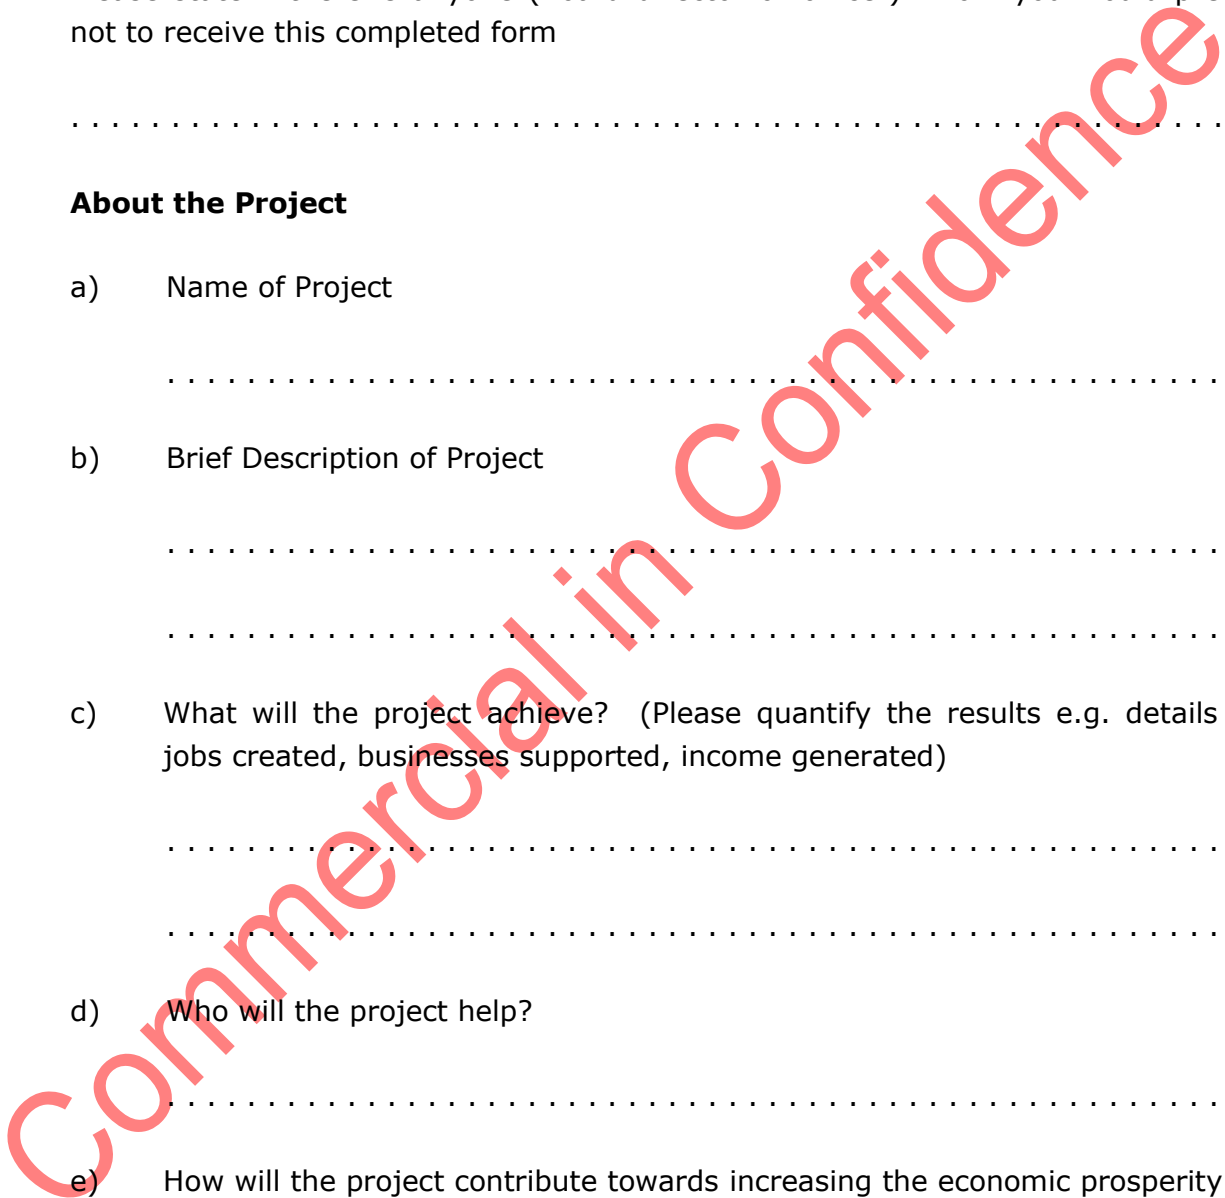 not to receive this completed form
. . . . . . . . . . . . . . . . . . . . . . . . . . . . . . . . . . . . . . . . . . . . . . . . . . . . . . . . . .
About the Project
a) Name of Project
. . . . . . . . . . . . . . . . . . . . . . . . . . . . . . . . . . . . . . . . . . . . . . . . . . . . .
b) Brief Description of Project
. . . . . . . . . . . . . . . . . . . . . . . . . . . . . . . . . . . . . . . . . . . . . . . . . . . . .
. . . . . . . . . . . . . . . . . . . . . . . . . . . . . . . . . . . . . . . . . . . . . . . . . . . . .
c) What will the project achieve? (Please quantify the results e.g. details
jobs created, businesses supported, income generated)
. . . . . . . . . . . . . . . . . . . . . . . . . . . . . . . . . . . . . . . . . . . . . . . . . . . . .
. . . . . . . . . . . . . . . . . . . . . . . . . . . . . . . . . . . . . . . . . . . . . . . . . . . . .
d) Who will the project help?
. . . . . . . . . . . . . . . . . . . . . . . . . . . . . . . . . . . . . . . . . . . . . . . . . . . . .
e) How will the project contribute towards increasing the economic prosperity
Commercial in Confidence